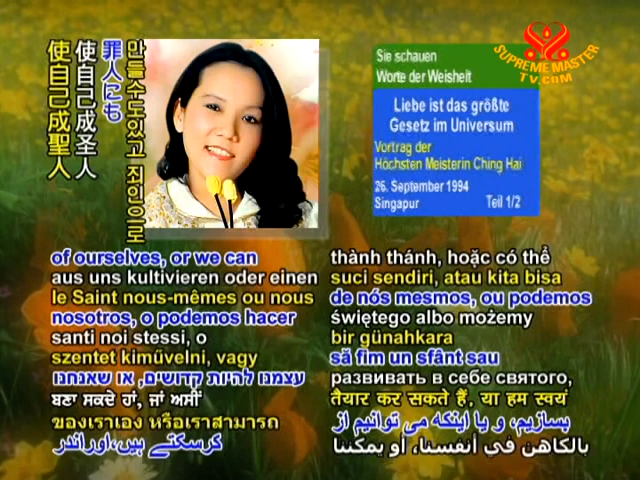 使自己成聖人
使自己成圣人
罪人にも
만들수도있고 죄인으로
SUPREME MASTER
TV.COM
Sie schauen
Worte der Weisheit
Liebe ist das größte
Gesetz im Universum
Vortrag der
Höchsten Meisterin Ching Hai
26. September 1994
Singapur Teil 1/2
of ourselves, or we can
aus uns kultivieren oder einen
le Saint nous-mêmes ou nous
nosotros, o podemos hacer
santi noi stessi, o
szentet kiművelni, vagy
עצמנו להיות קדושים, או שאנחנו
ਬਣਾ ਸਕਦੇ ਹਾਂ, ਜਾਂ ਅਸੀਂ
ของเราเอง หรือเราสามารถ
کرسکتے ہیں،اوراندر
thành thánh, hoặc có thể
suci sendiri, atau kita bisa
de nós mesmos, ou podemos
świętego albo możemy
bir günahkara
să fim un sfânt sau
развивать в себе святого,
तैयार कर सकते हैं, या हम स्वयं
بسازیم، و یا اینکه می توانیم از
بالكاهن في أنفسنا، أو يمكننا